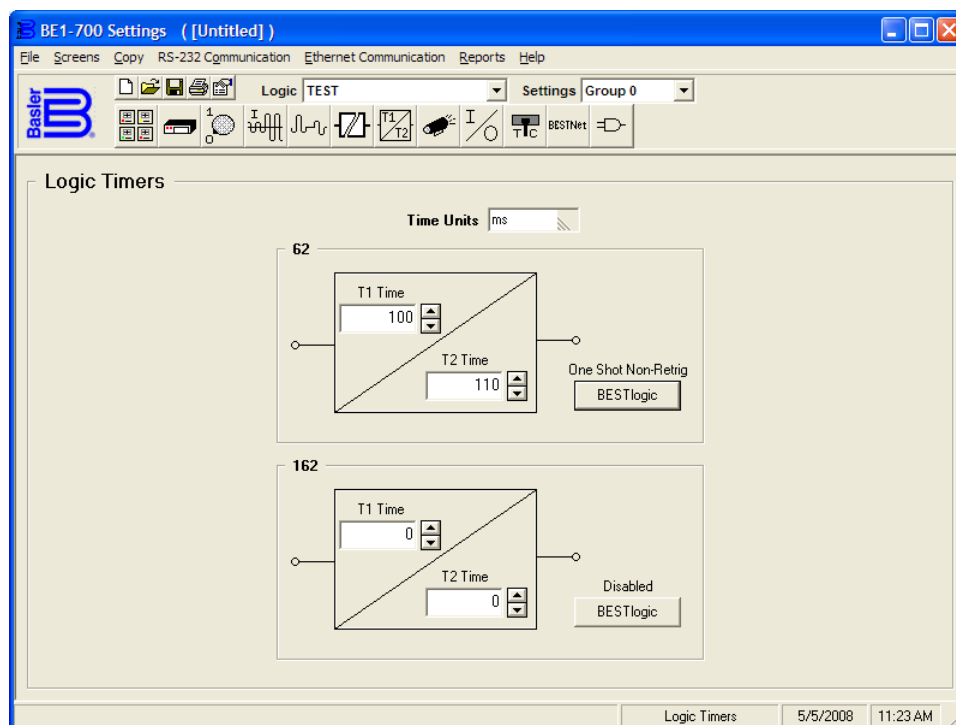 BE1-700 Settings   ( [Untitled] )
File Screens Copy RS-232 Communication Ethernet Communication Reports Help
Basler
Logic TEST Settings Group 0
1 0 I T1 T2 I O T C BESTNet
Logic Timers
Time Units ms
62
T1 Time
100
T2 Time
110
One Shot Non-Retrig
BESTlogic
162
T1 Time
0
T2 Time
0
Disabled
BESTlogic
Logic Timers 5/5/2008 11:23 AM